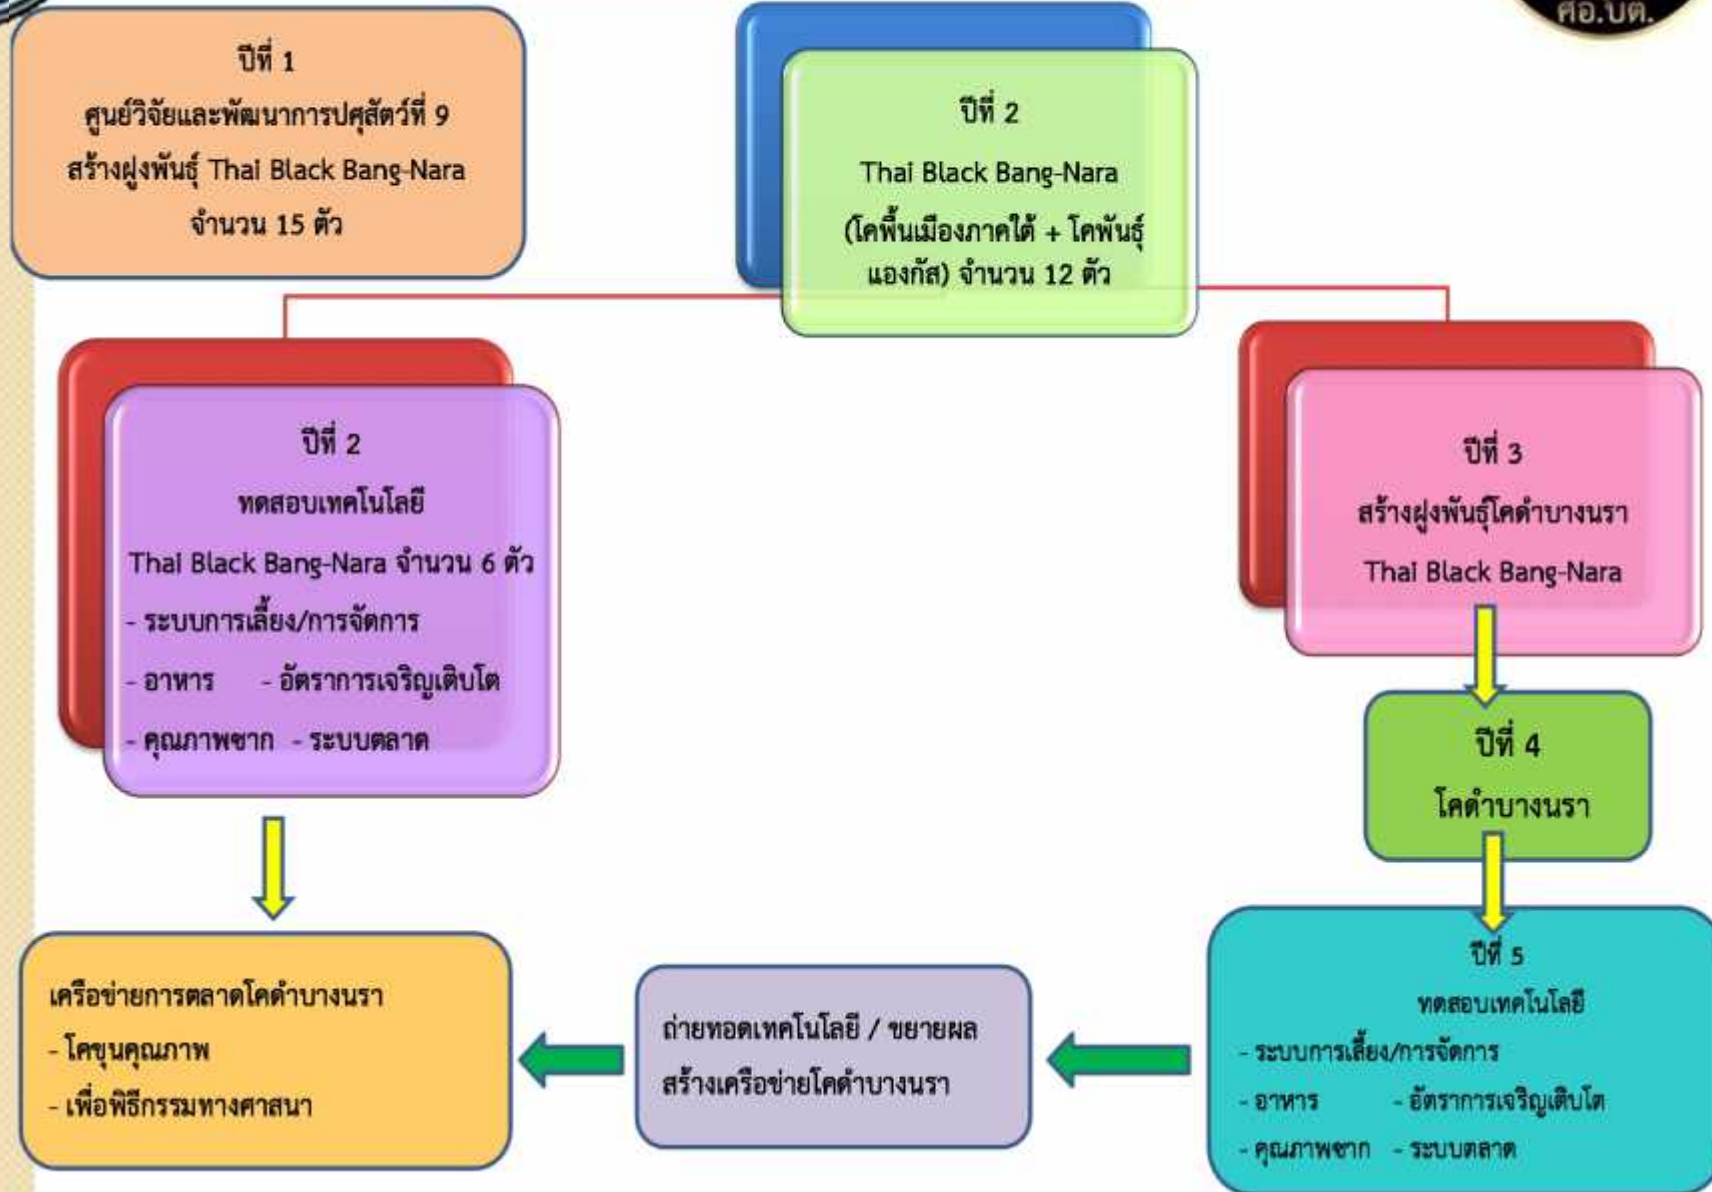 ศอ.บต.
ปีที่ 1
ศูนย์วิจัยและพัฒนาการปศุสัตว์ที่ 9
สร้างฝูงพันธุ์ Thai Black Bang-Nara
จำนวน 15 ตัว
ปีที่ 2
Thai Black Bang-Nara
(โคพื้นเมืองภาคใต้ + โคพันธุ์
แองกัส) จำนวน 12 ตัว
ปีที่ 2
ทดสอบเทคโนโลยี
Thai Black Bang-Nara จำนวน 6 ตัว
- ระบบการเลี้ยง/การจัดการ
- อาหาร - อัตราการเจริญเติบโต
- คุณภาพซาก - ระบบตลาด
ปีที่ 3
สร้างฝูงพันธุ์โคดำบางนรา
Thai Black Bang-Nara
ปีที่ 4
โคดำบางนรา
ปีที่ 5
ทดสอบเทคโนโลยี
- ระบบการเลี้ยง/การจัดการ
- อาหาร - อัตราการเจริญเติบโต
- คุณภาพซาก - ระบบตลาด
ถ่ายทอดเทคโนโลยี / ขยายผล
สร้างเครือข่ายโคดำบางนรา
เครือข่ายการตลาดโคดำบางนรา
- โคขุนคุณภาพ
- เพื่อพิธีกรรมทางศาสนา